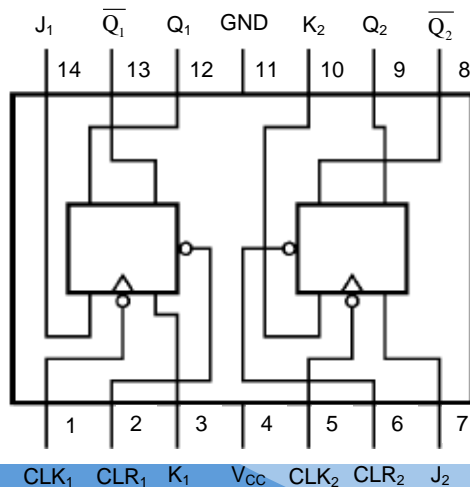 J₁ Q̅₁ Q₁ GND K₂ Q₂ Q̅₂
14 13 12 11 10 9 8
1 2 3 4 5 6 7
CLK₁ CLR₁ K₁ V_CC CLK₂ CLR₂ J₂